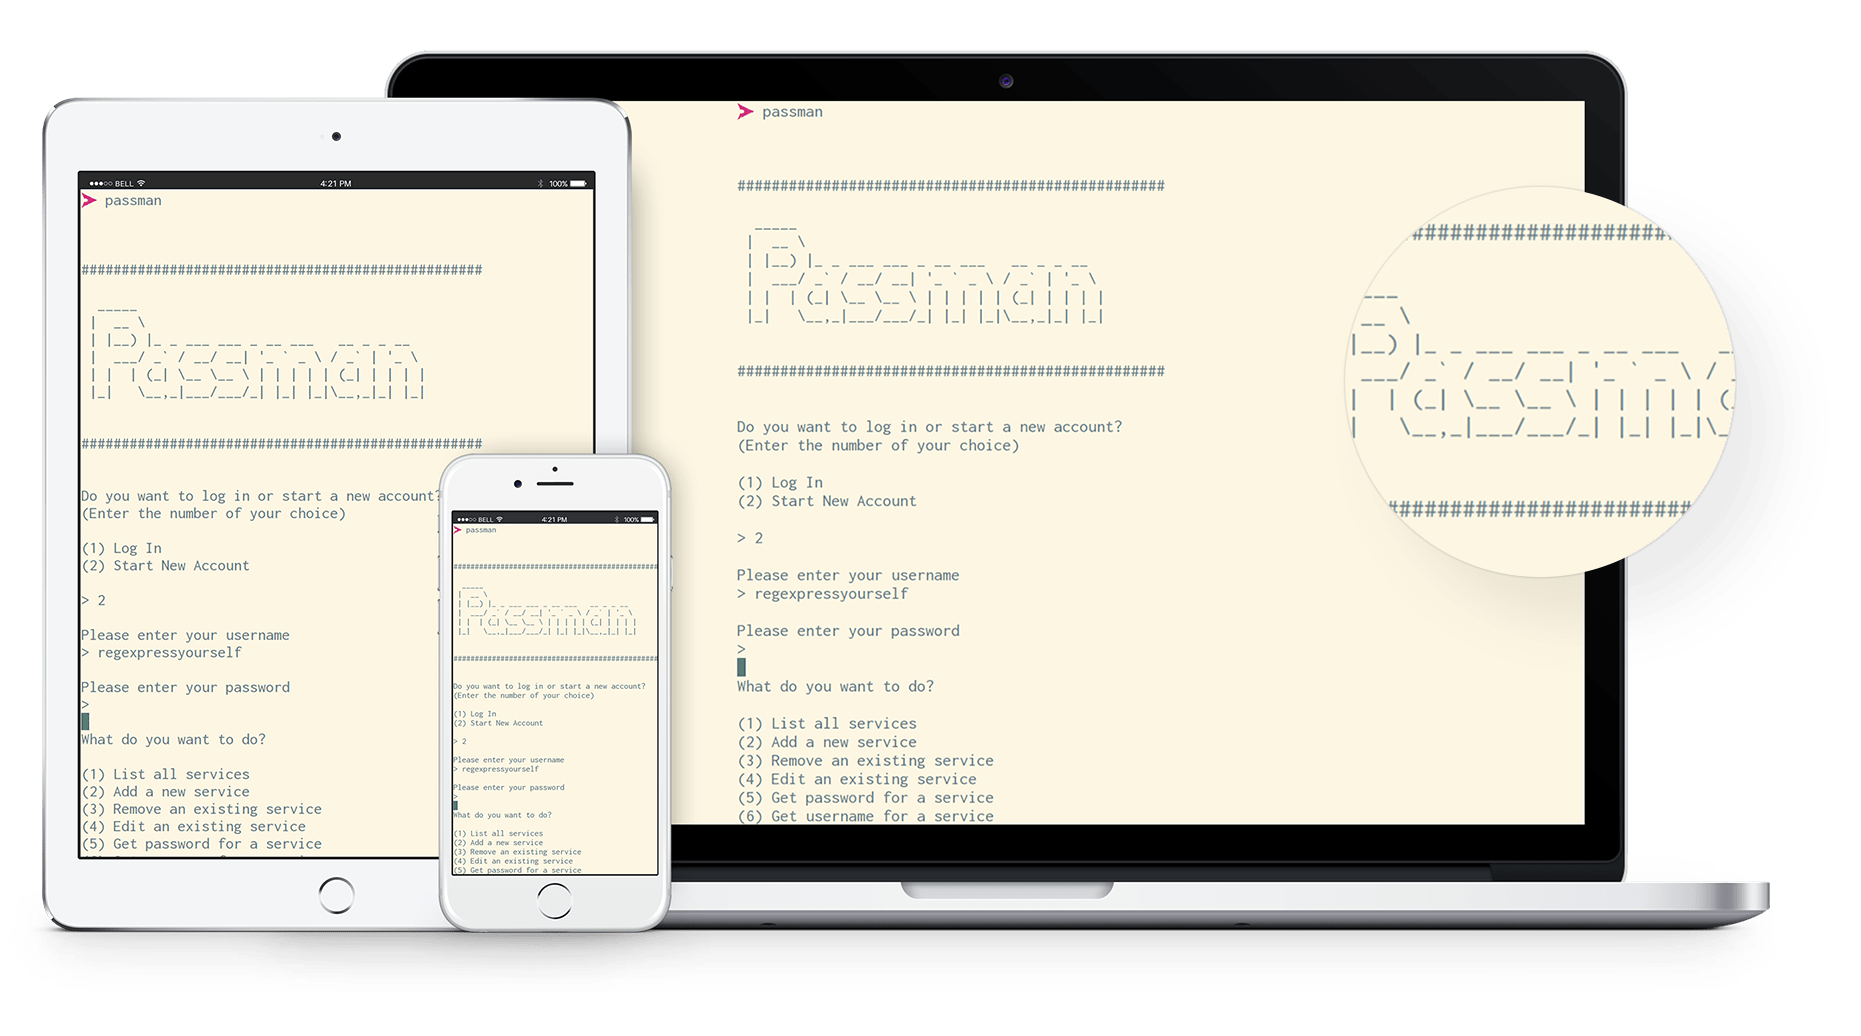 ●●●○○ BELL 4:21 PM 100%
passman
##################################################
Passman
##################################################
Do you want to log in or start a new account?
(Enter the number of your choice)
(1) Log In
(2) Start New Account
> 2
Please enter your username
> regexpressyourself
Please enter your password
>
What do you want to do?
(1) List all services
(2) Add a new service
(3) Remove an existing service
(4) Edit an existing service
(5) Get password for a service
●●●○○ BELL 4:21 PM 100%
passman
##################################################
Passman
##################################################
Do you want to log in or start a new account?
(Enter the number of your choice)
(1) Log In
(2) Start New Account
> 2
Please enter your username
> regexpressyourself
Please enter your password
>
What do you want to do?
(1) List all services
(2) Add a new service
(3) Remove an existing service
(4) Edit an existing service
(5) Get password for a service
passman
##################################################
Passman
##################################################
Do you want to log in or start a new account?
(Enter the number of your choice)
(1) Log In
(2) Start New Account
> 2
Please enter your username
> regexpressyourself
Please enter your password
>
What do you want to do?
(1) List all services
(2) Add a new service
(3) Remove an existing service
(4) Edit an existing service
(5) Get password for a service
(6) Get username for a service
######################
Passma
#########################